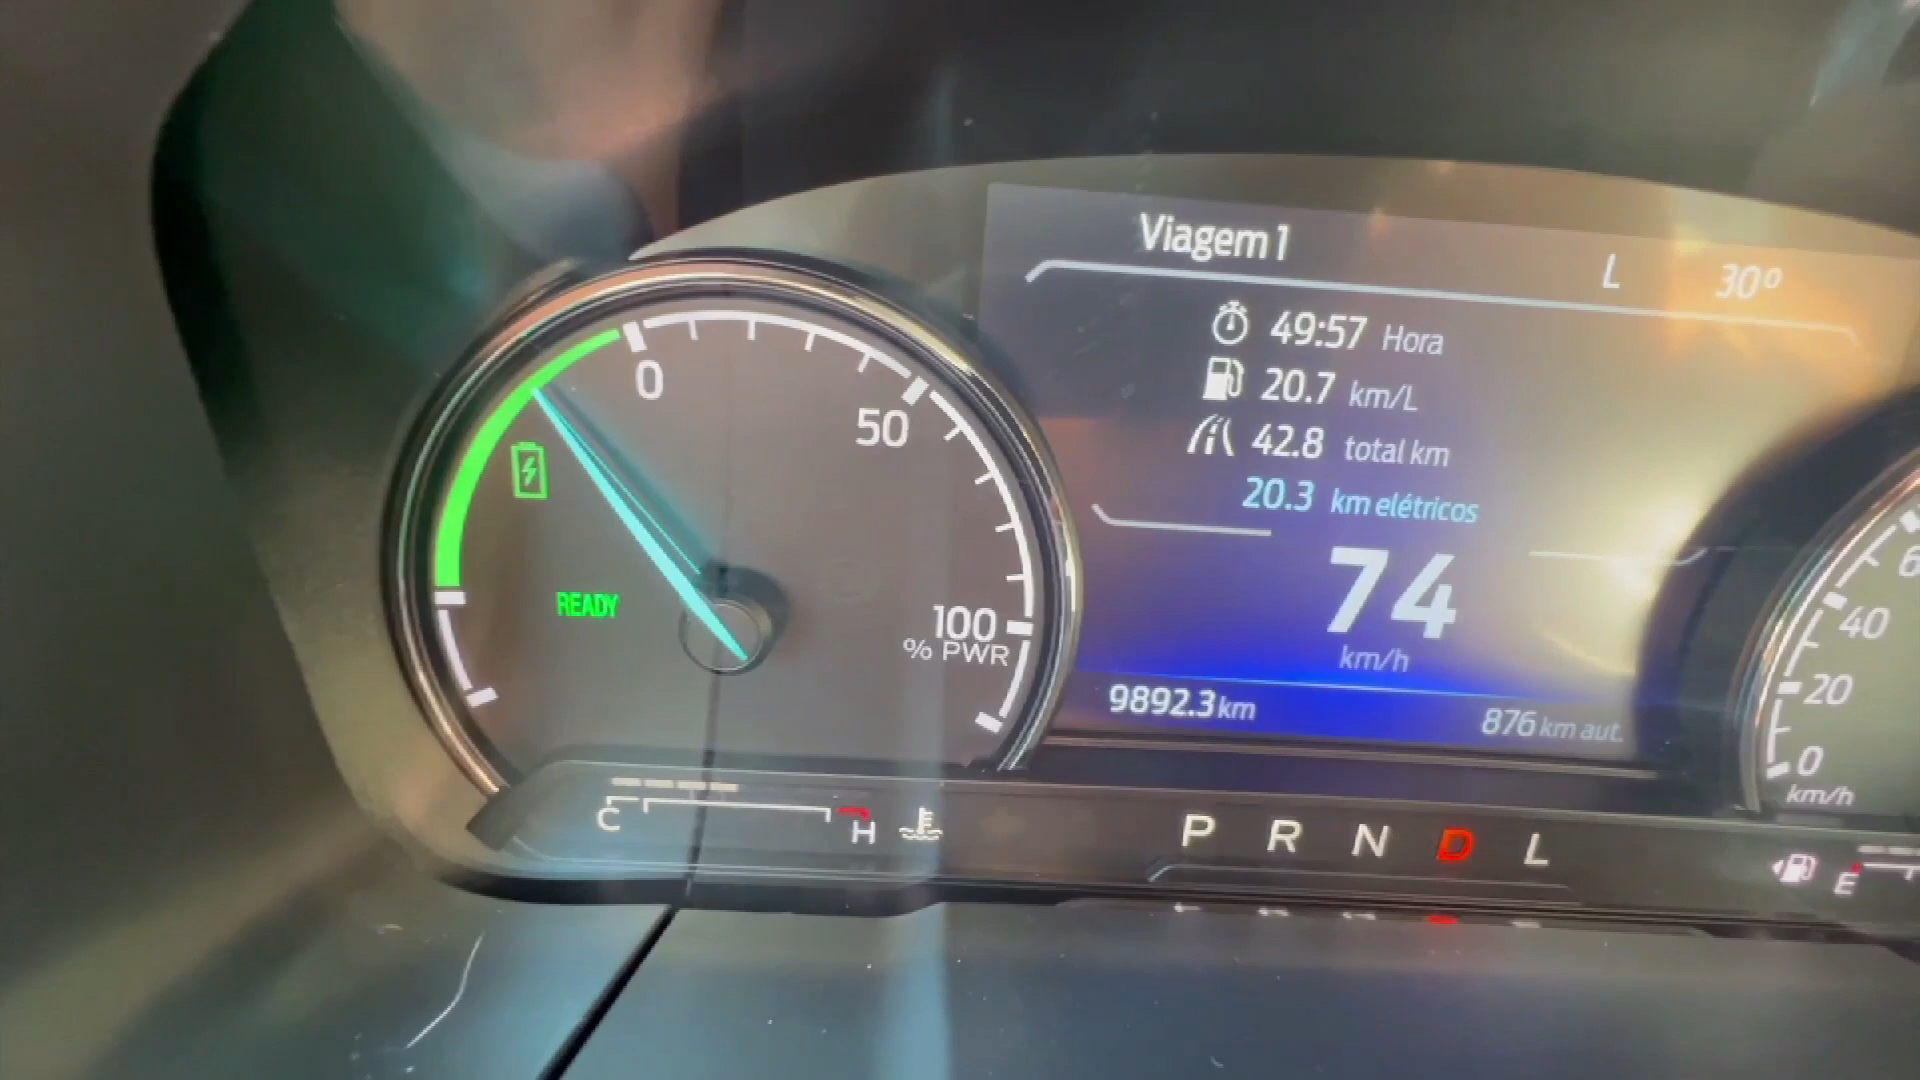 Viagem 1
L 30º
49:57 Hora
20.7 km/L
42.8 total km
20.3 km elétricos
74
km/h
9892.3 km
876 km aut.
0
50
100
% PWR
READY
C H
P R N D L
6
40
20
0
km/h
E